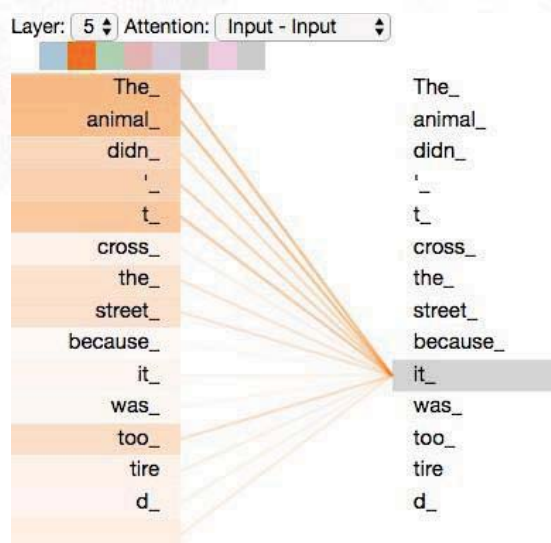 Layer: 5 Attention: Input - Input
The_ The_
animal_ animal_
didn_ didn_
'_ '_
t_ t_
cross_ cross_
the_ the_
street_ street_
because_ because_
it_ it_
was_ was_
too_ too_
tire tire
d_ d_